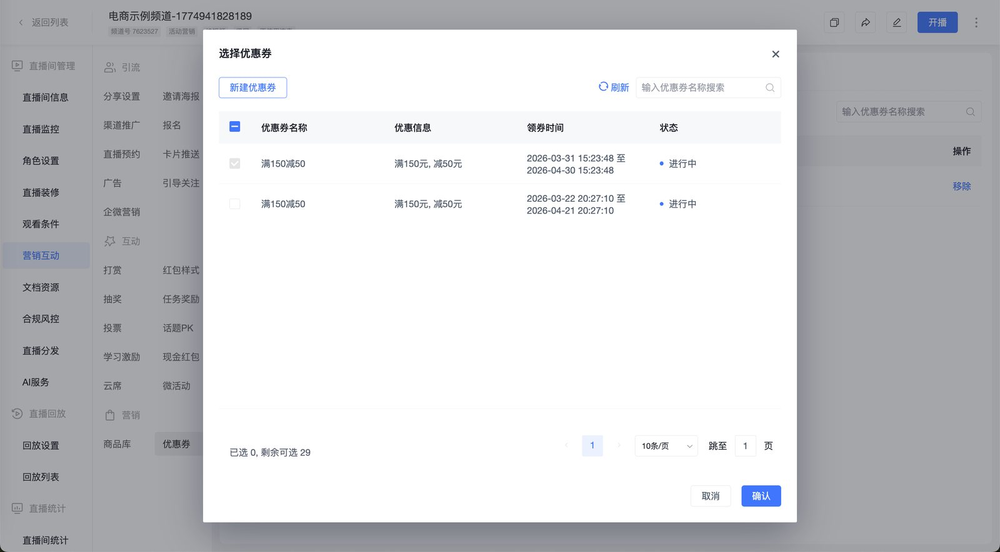 返回列表
电商示例频道-1774941828189
频道号 7623527
活动营销
开播
直播间管理
直播间信息
直播监控
角色设置
直播装修
观看条件
营销互动
文档资源
合规风控
直播分发
AI服务
直播回放
回放设置
回放列表
直播统计
直播间统计
引流
分享设置
邀请海报
渠道推广
报名
直播预约
卡片推送
广告
引导关注
企微营销
互动
打赏
红包样式
抽奖
任务奖励
投票
话题PK
学习激励
现金红包
云席
微活动
营销
商品库
优惠券
选择优惠券
新建优惠券
刷新
输入优惠券名称搜索
优惠券名称
优惠信息
领券时间
状态
满150减50
满150元, 减50元
2026-03-31 15:23:48 至
2026-04-30 15:23:48
进行中
满150减50
满150元, 减50元
2026-03-22 20:27:10 至
2026-04-21 20:27:10
进行中
已选 0, 剩余可选 29
1
10条/页
跳至
1
页
取消
确认
输入优惠券名称搜索
操作
移除